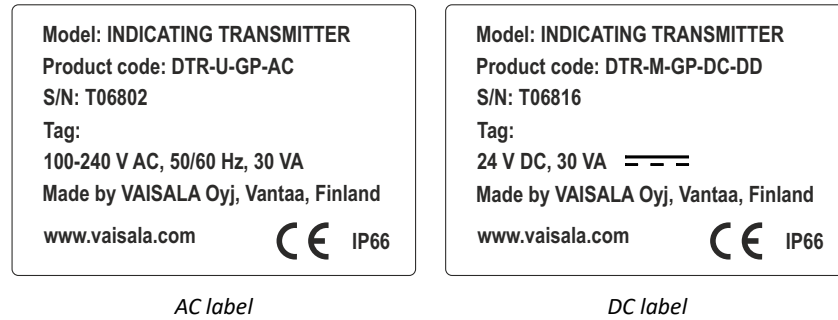 Model: INDICATING TRANSMITTER
Product code: DTR-U-GP-AC
S/N: T06802
Tag:
100-240 V AC, 50/60 Hz, 30 VA
Made by VAISALA Oyj, Vantaa, Finland
www.vaisala.com CE IP66
AC label
Model: INDICATING TRANSMITTER
Product code: DTR-M-GP-DC-DD
S/N: T06816
Tag:
24 V DC, 30 VA
Made by VAISALA Oyj, Vantaa, Finland
www.vaisala.com CE IP66
DC label